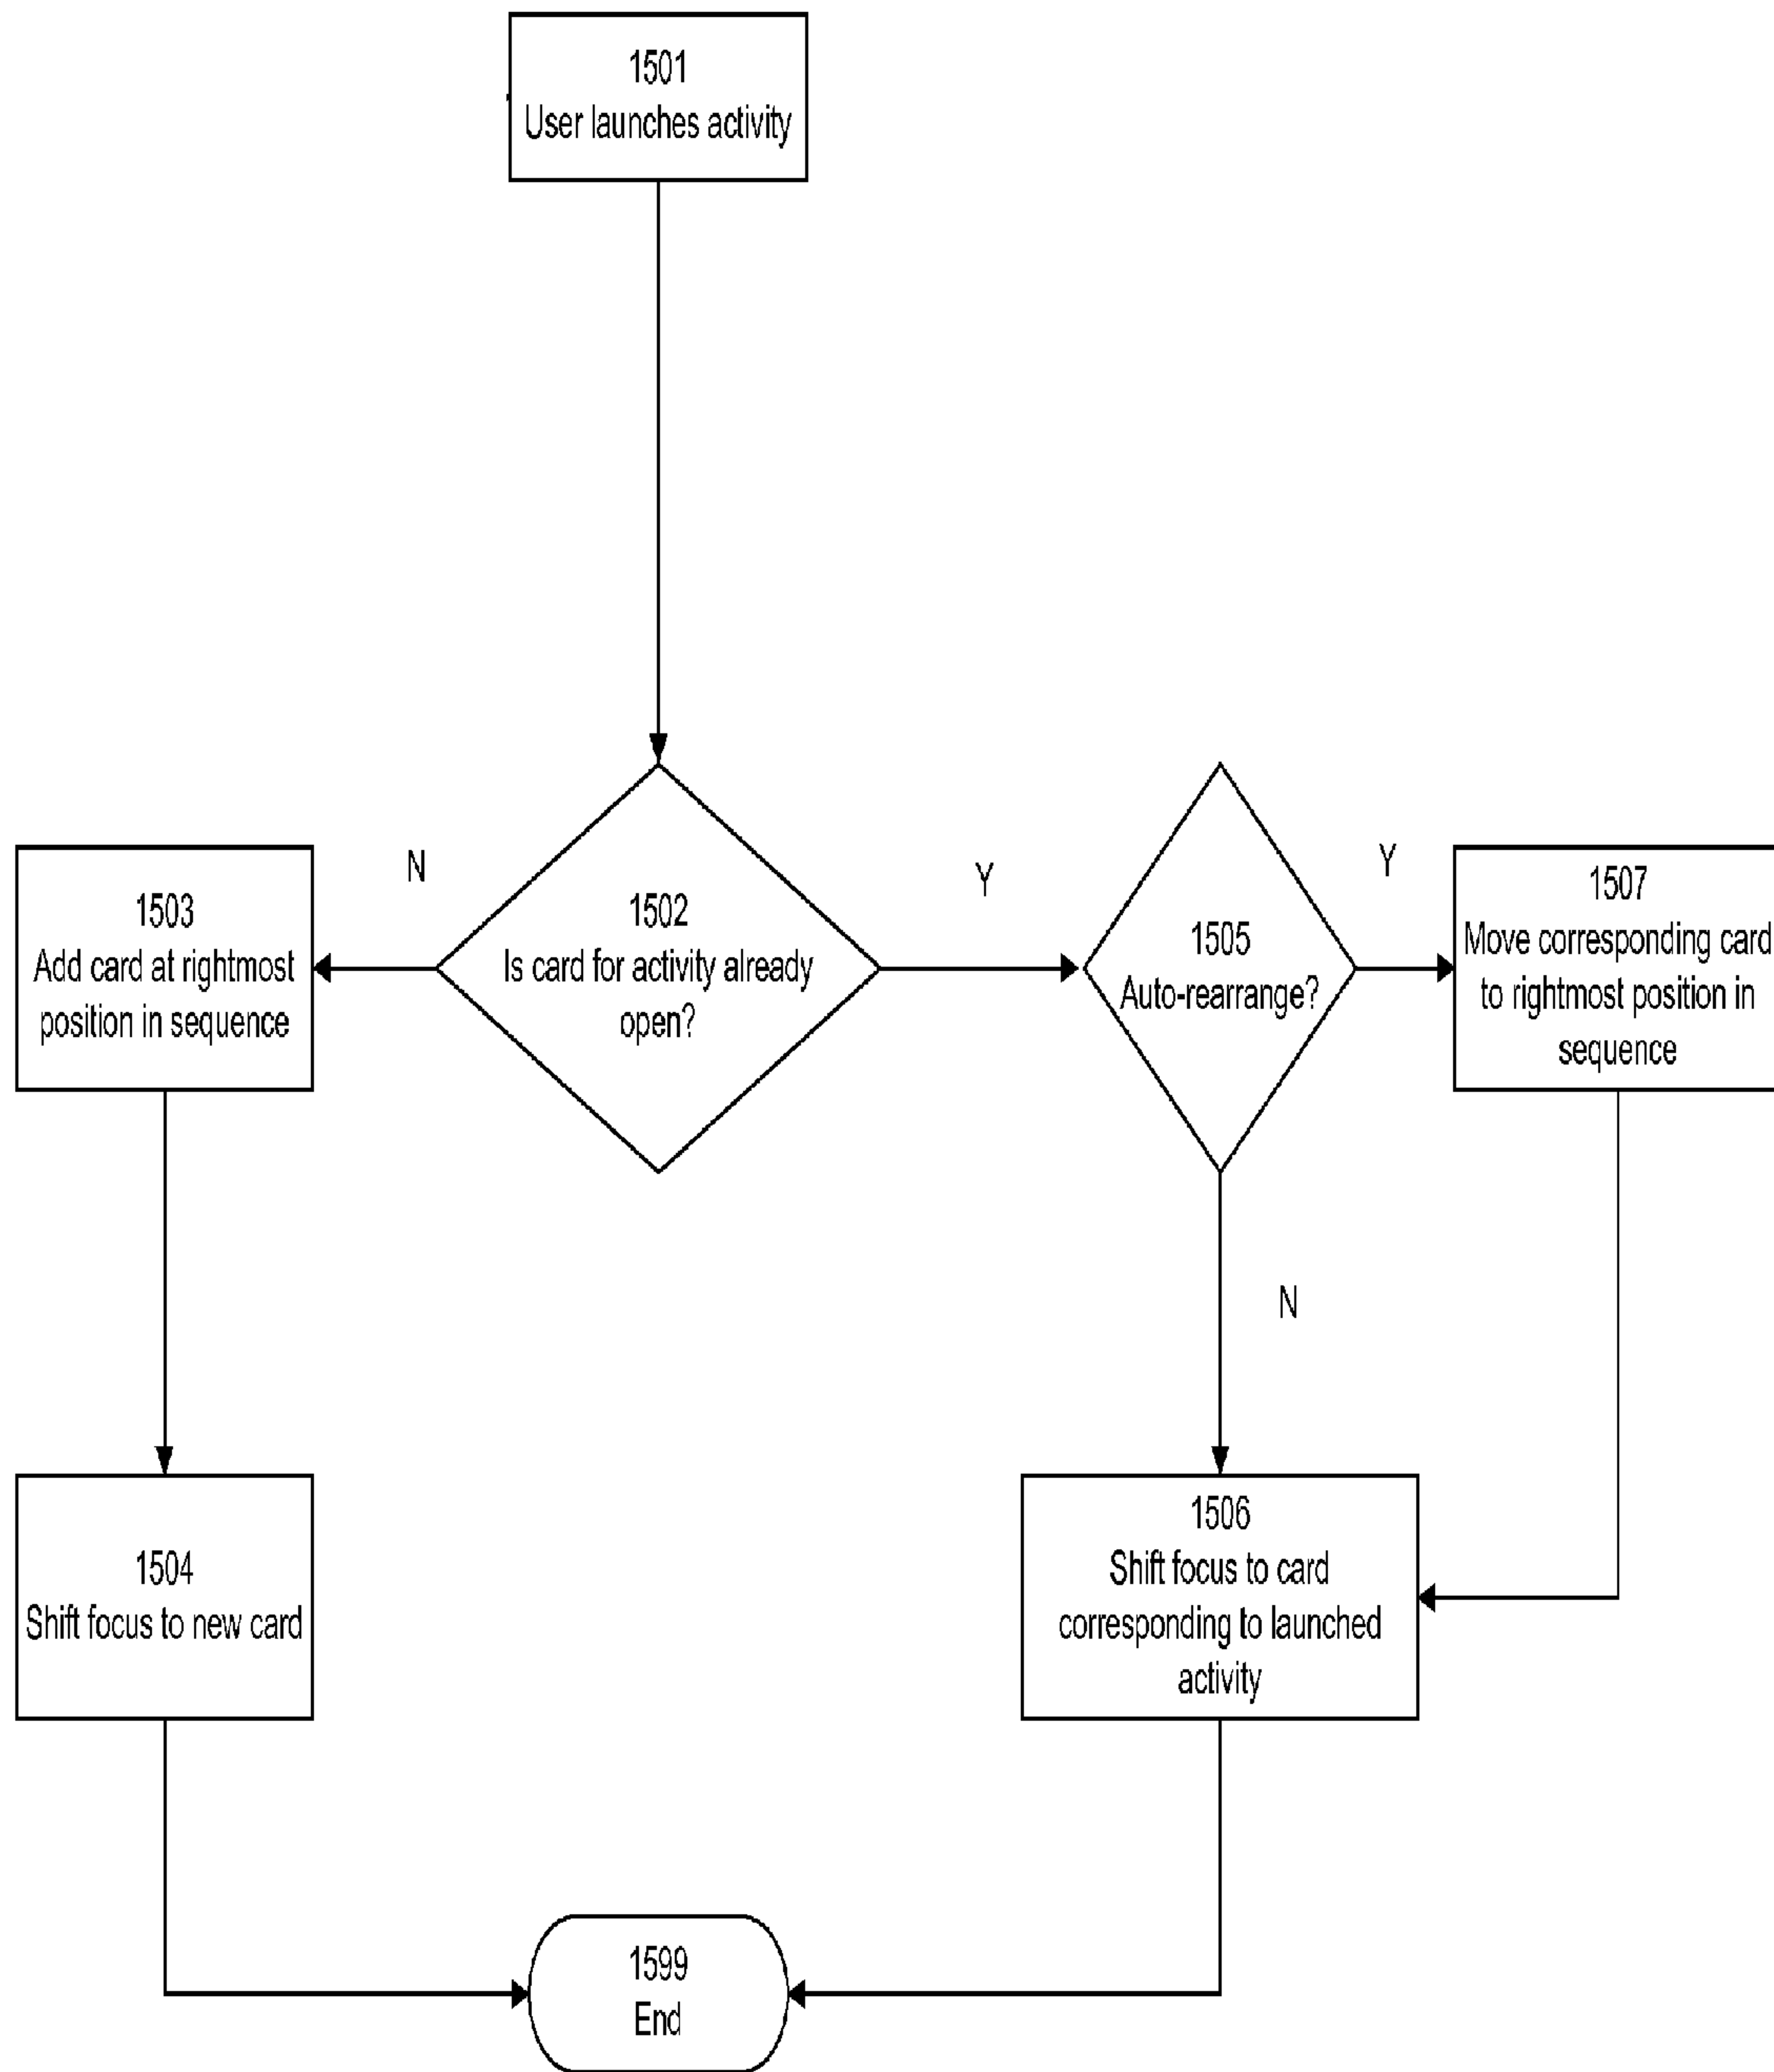 1501
User launches activity
N
Y
Y
1503
Add card at rightmost
position in sequence
1502
Is card for activity already
open?
1505
Auto-rearrange?
1507
Move corresponding card
to rightmost position in
sequence
N
1504
Shift focus to new card
1506
Shift focus to card
corresponding to launched
activity
1599
End